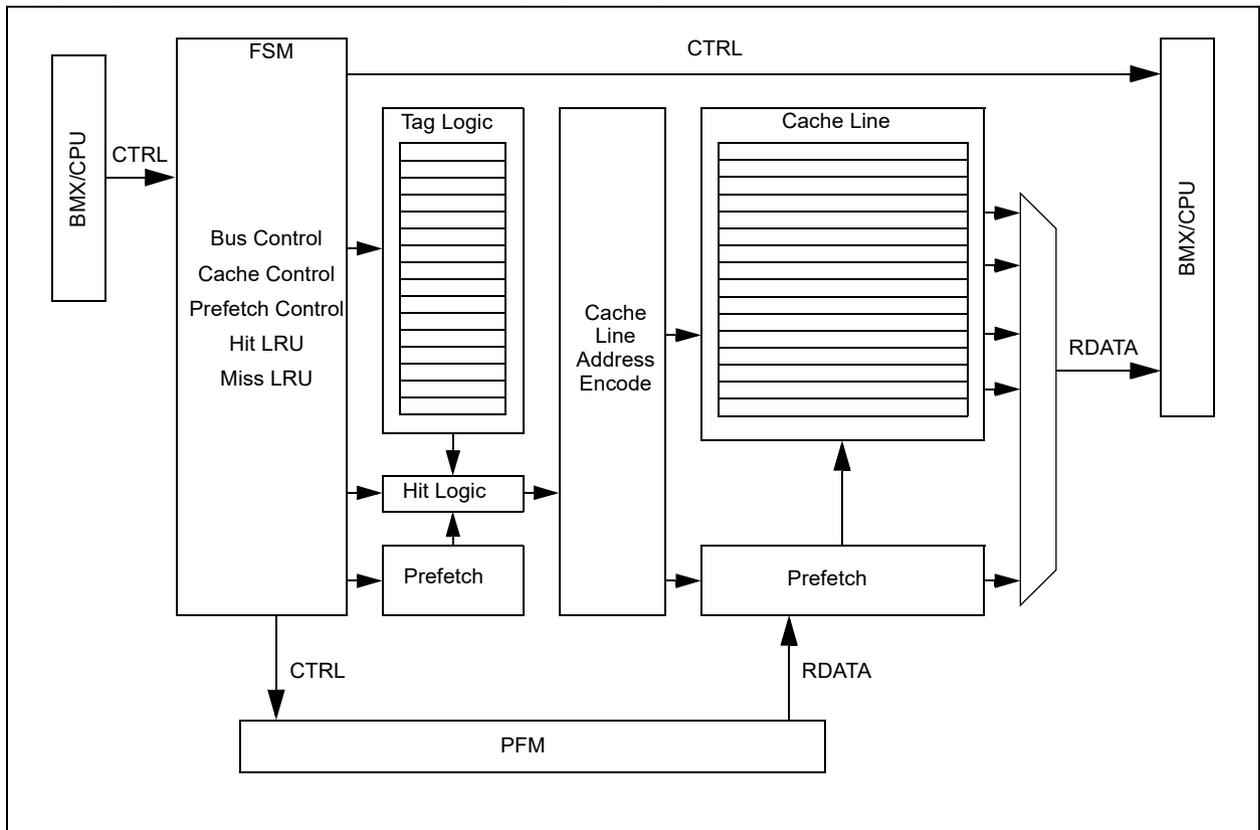 FSM
CTRL
BMX/CPU
CTRL
Tag Logic
Cache Line
BMX/CPU
Bus Control
Cache Control
Prefetch Control
Hit LRU
Miss LRU
Cache
Line
Address
Encode
RDATA
Hit Logic
Prefetch
Prefetch
CTRL
RDATA
PFM